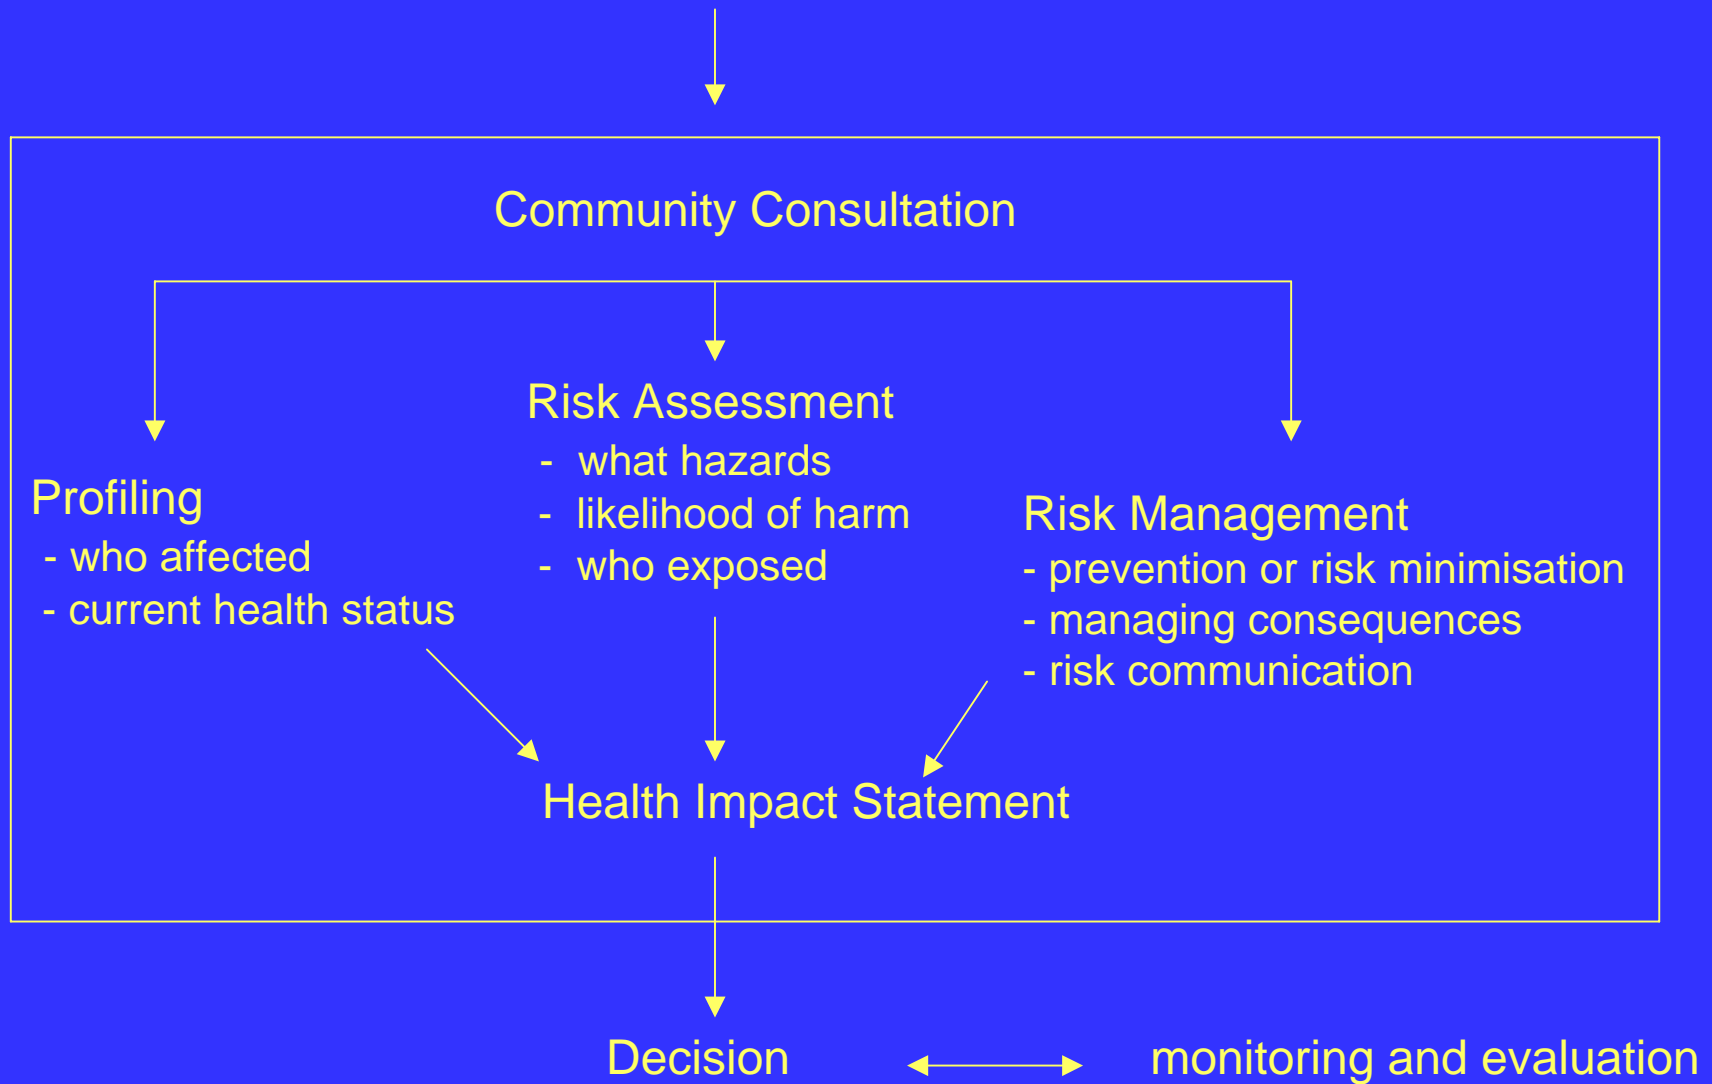 Community Consultation
Profiling
- who affected
- current health status
Risk Assessment
- what hazards
- likelihood of harm
- who exposed
Risk Management
- prevention or risk minimisation
- managing consequences
- risk communication
Health Impact Statement
Decision
monitoring and evaluation